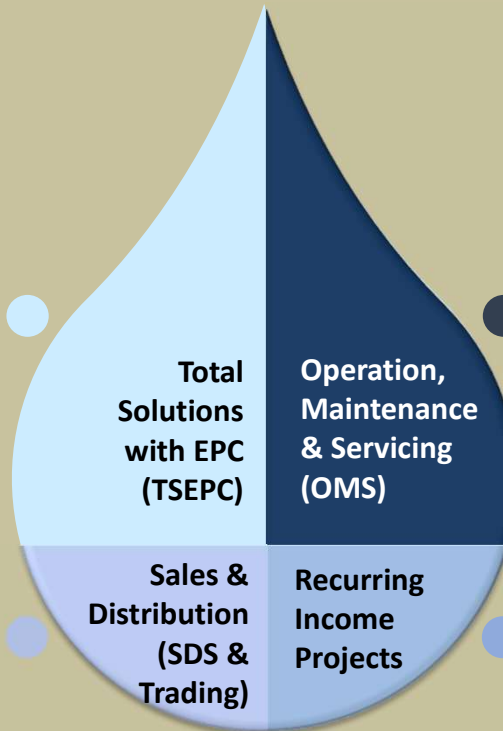 Total
Solutions
with EPC
(TSEPC)
Operation,
Maintenance
& Servicing
(OMS)
Sales &
Distribution
(SDS &
Trading)
Recurring
Income
Projects